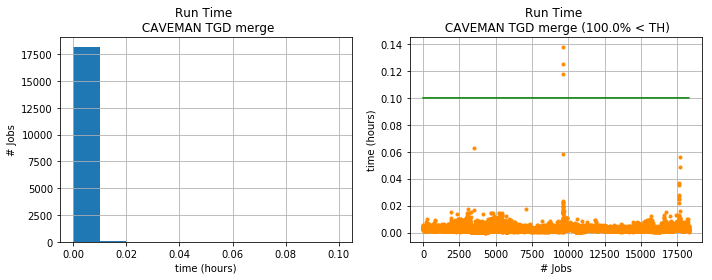 Run Time
CAVEMAN TGD merge
17500
15000
12500
10000
7500
5000
2500
0
# Jobs
0.00 0.02 0.04 0.06 0.08 0.10
time (hours)
Run Time
CAVEMAN TGD merge (100.0% < TH)
0.14
0.12
0.10
0.08
0.06
0.04
0.02
0.00
time (hours)
0 2500 5000 7500 10000 12500 15000 17500
# Jobs